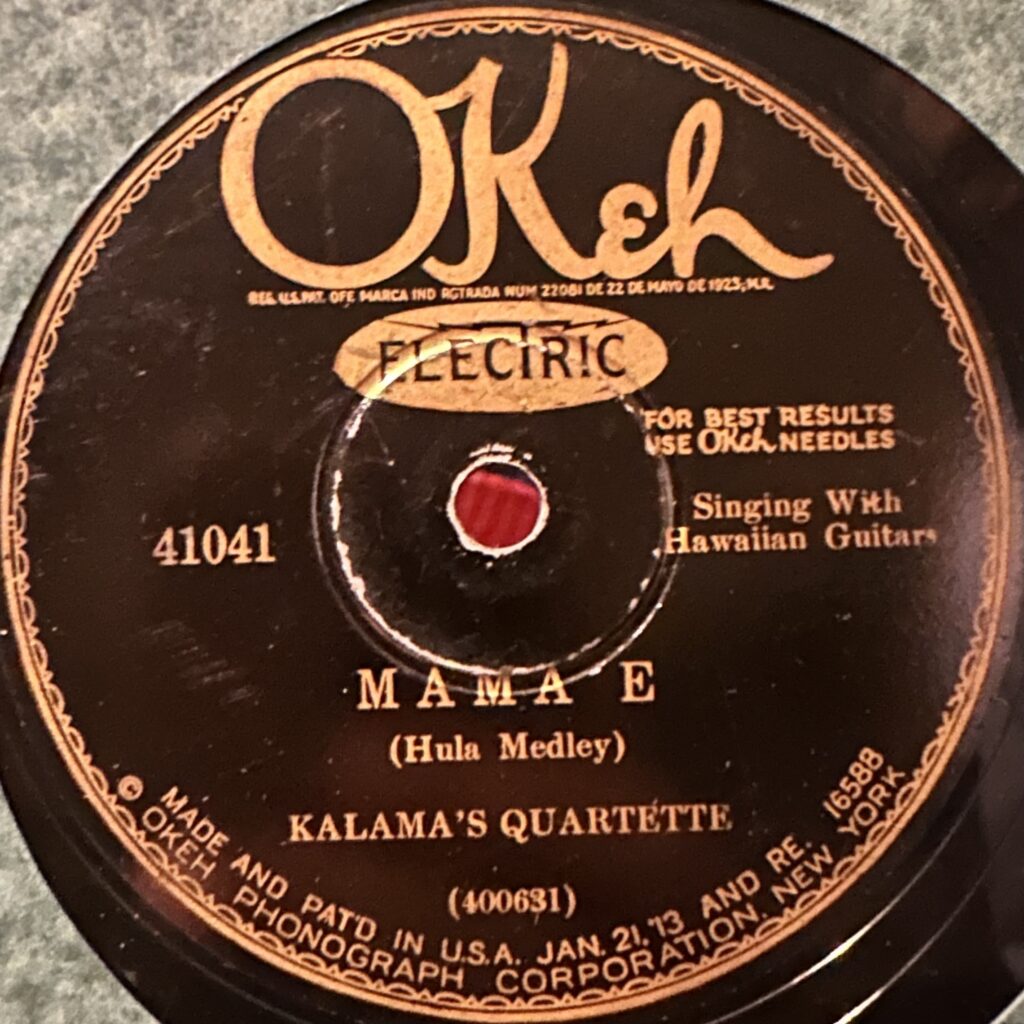 OKeh
REG. U.S. PAT. OFF. MARCA IND RGTRADA NUM 22081 DE 22 DE MAYO DE 1923, M.R.
ELECTRIC
FOR BEST RESULTS
USE OKeh NEEDLES
Singing With
Hawaiian Guitars
41041
MAMA E
(Hula Medley)
KALAMA'S QUARTETTE
(400631)
MADE AND PAT'D IN U.S.A. JAN. 21, '13 AND RE. 16588
© OKEH PHONOGRAPH CORPORATION, NEW YORK